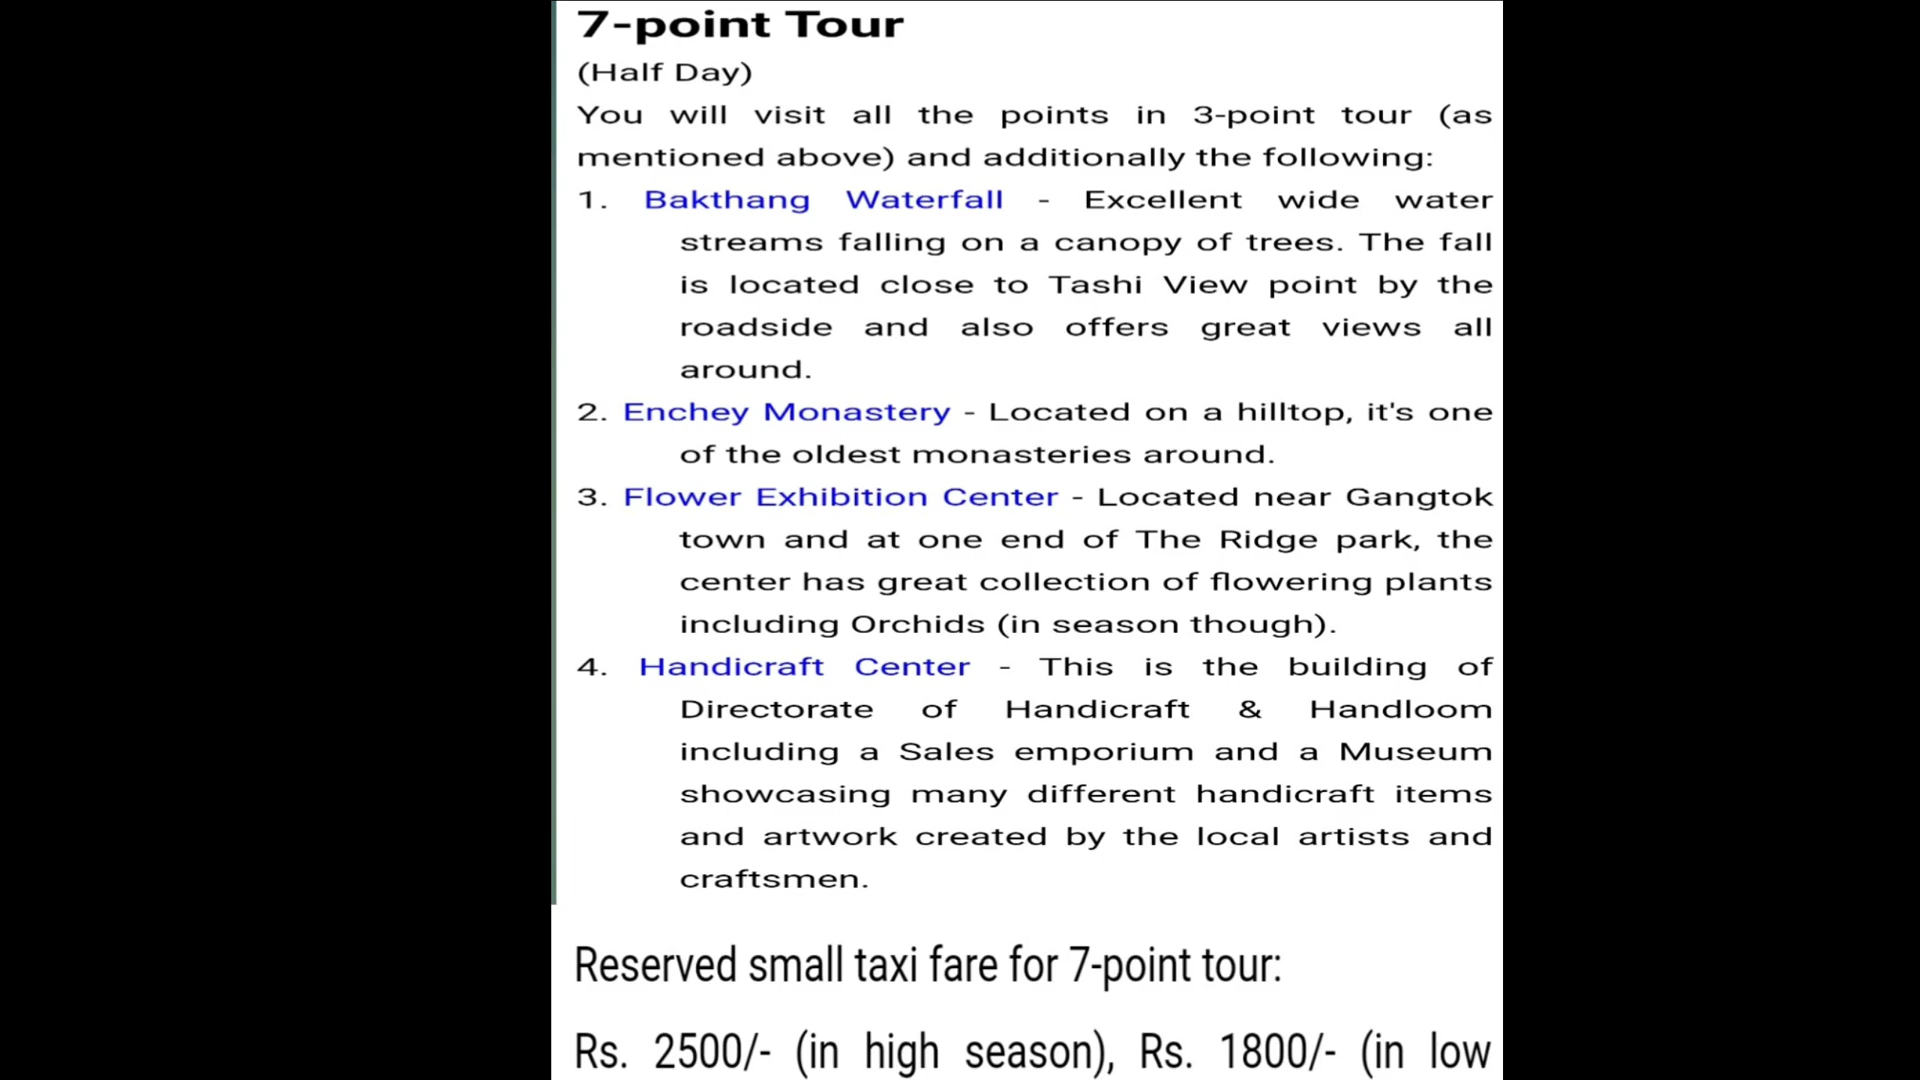 7-point Tour
(Half Day)
You will visit all the points in 3-point tour (as
mentioned above) and additionally the following:
1. Bakthang Waterfall - Excellent wide water
streams falling on a canopy of trees. The fall
is located close to Tashi View point by the
roadside and also offers great views all
around.
2. Enchey Monastery - Located on a hilltop, it's one
of the oldest monasteries around.
3. Flower Exhibition Center - Located near Gangtok
town and at one end of The Ridge park, the
center has great collection of flowering plants
including Orchids (in season though).
4. Handicraft Center - This is the building of
Directorate of Handicraft & Handloom
including a Sales emporium and a Museum
showcasing many different handicraft items
and artwork created by the local artists and
craftsmen.
Reserved small taxi fare for 7-point tour:
Rs. 2500/- (in high season), Rs. 1800/- (in low